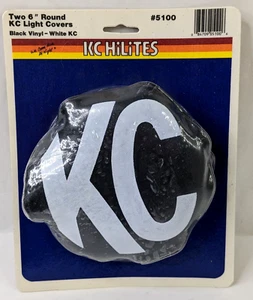 Two 6" Round
KC Light Covers
#5100
Black Vinyl - White KC
KC HiLiTES
KC